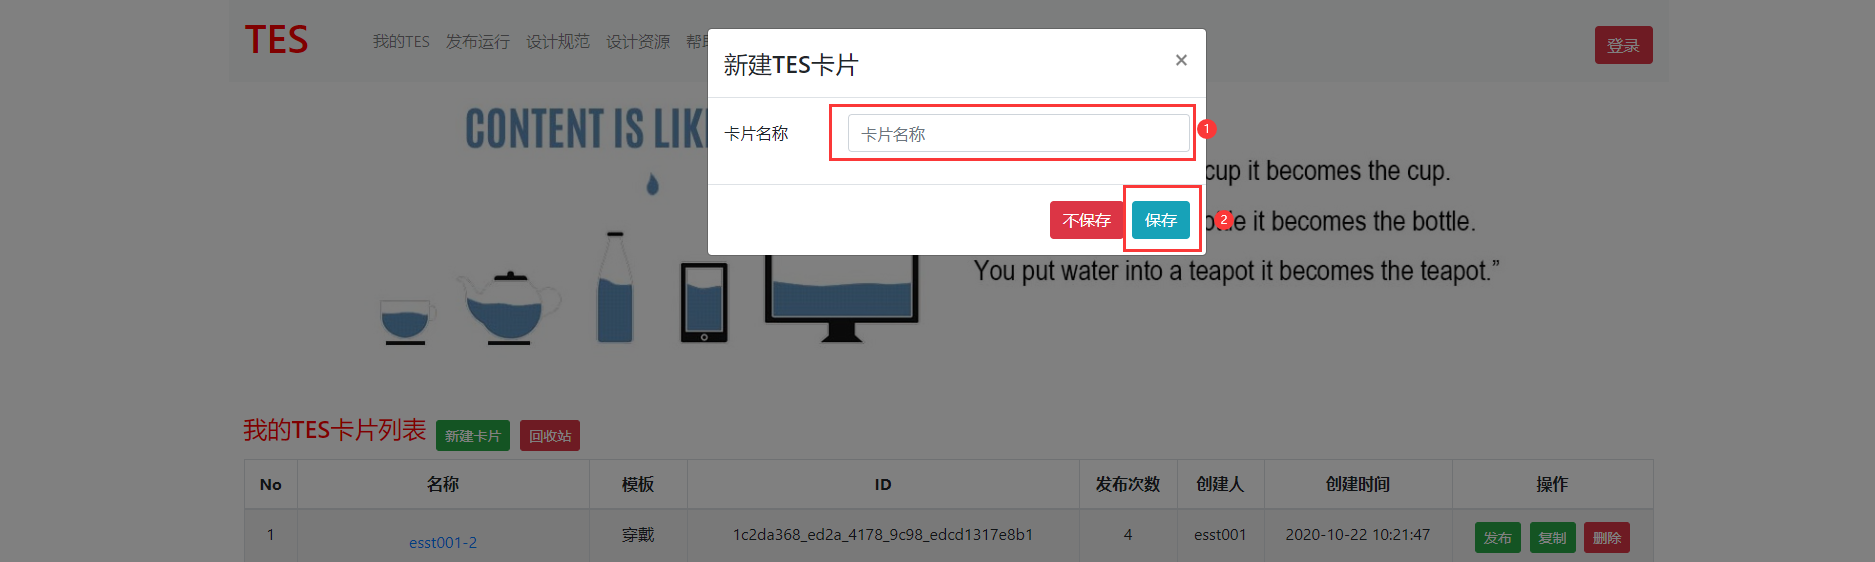 TES 我的TES 发布运行 设计规范 设计资源 登录
新建TES卡片 ×
卡片名称 卡片名称 1
不保存 保存 2
CONTENT IS
cup it becomes the cup.
it becomes the bottle.
You put water into a teapot it becomes the teapot.”
我的TES卡片列表 新建卡片 回收站
No 名称 模板 ID 发布次数 创建人 创建时间 操作
1 esst001-2 穿戴 1c2da368_ed2a_4178_9c98_edcd1317e8b1 4 esst001 2020-10-22 10:21:47 发布 复制 删除